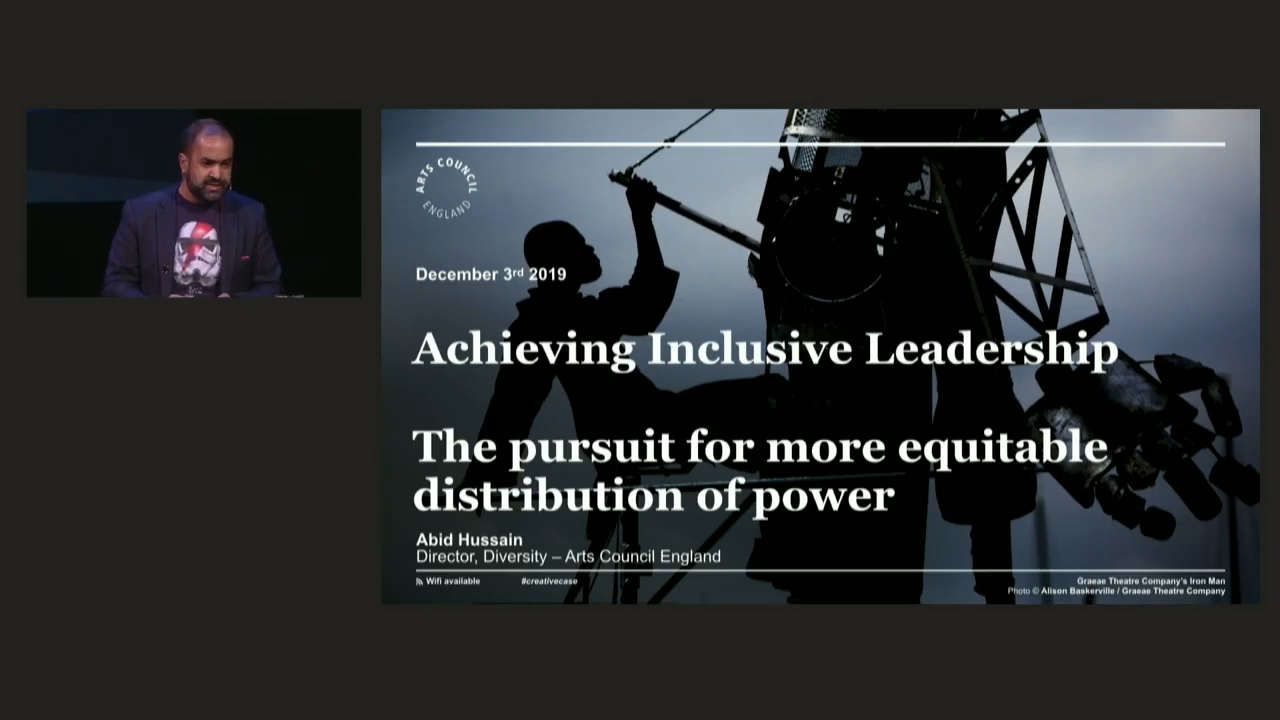 ARTS COUNCIL
ENGLAND
December 3rd 2019
Achieving Inclusive Leadership
The pursuit for more equitable
distribution of power
Abid Hussain
Director, Diversity – Arts Council England
Wifi available
#creativecase
Graeae Theatre Company's Iron Man
Photo © Alison Baskerville / Graeae Theatre Company